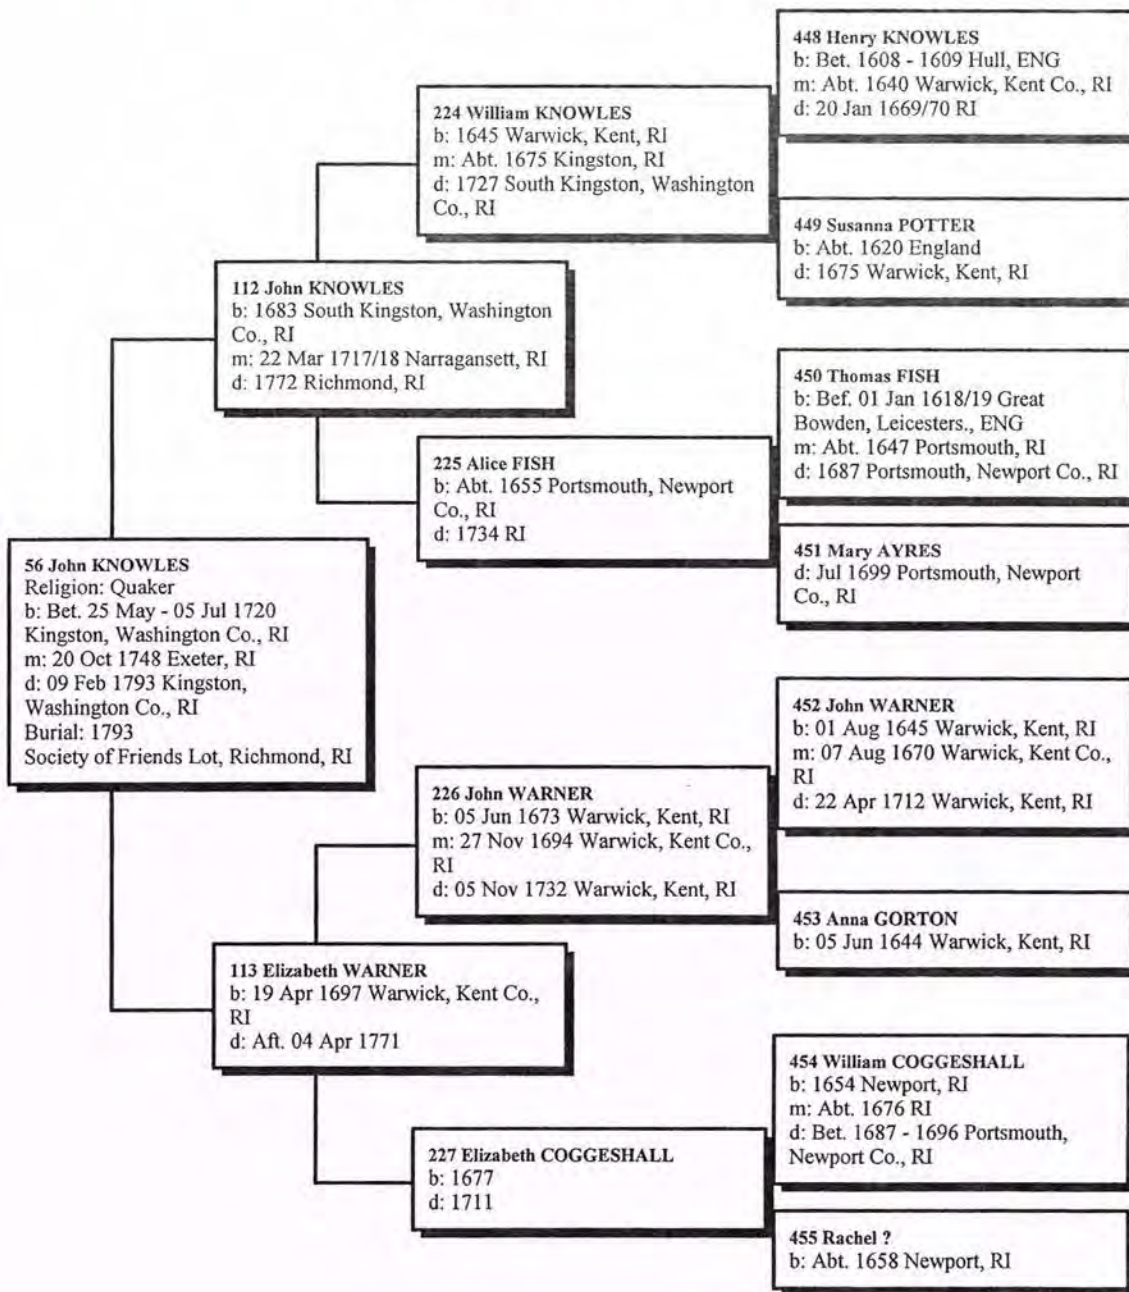 448 Henry KNOWLES
b: Bet. 1608 - 1609 Hull, ENG
m: Abt. 1640 Warwick, Kent Co., RI
d: 20 Jan 1669/70 RI
224 William KNOWLES
b: 1645 Warwick, Kent, RI
m: Abt. 1675 Kingston, RI
d: 1727 South Kingston, Washington
Co., RI
449 Susanna POTTER
b: Abt. 1620 England
d: 1675 Warwick, Kent, RI
112 John KNOWLES
b: 1683 South Kingston, Washington
Co., RI
m: 22 Mar 1717/18 Narragansett, RI
d: 1772 Richmond, RI
450 Thomas FISH
b: Bef. 01 Jan 1618/19 Great
Bowden, Leicesters., ENG
m: Abt. 1647 Portsmouth, RI
d: 1687 Portsmouth, Newport Co., RI
225 Alice FISH
b: Abt. 1655 Portsmouth, Newport
Co., RI
d: 1734 RI
451 Mary AYRES
d: Jul 1699 Portsmouth, Newport
Co., RI
56 John KNOWLES
Religion: Quaker
b: Bet. 25 May - 05 Jul 1720
Kingston, Washington Co., RI
m: 20 Oct 1748 Exeter, RI
d: 09 Feb 1793 Kingston,
Washington Co., RI
Burial: 1793
Society of Friends Lot, Richmond, RI
452 John WARNER
b: 01 Aug 1645 Warwick, Kent, RI
m: 07 Aug 1670 Warwick, Kent Co.,
RI
d: 22 Apr 1712 Warwick, Kent, RI
226 John WARNER
b: 05 Jun 1673 Warwick, Kent, RI
m: 27 Nov 1694 Warwick, Kent Co.,
RI
d: 05 Nov 1732 Warwick, Kent, RI
453 Anna GORTON
b: 05 Jun 1644 Warwick, Kent, RI
113 Elizabeth WARNER
b: 19 Apr 1697 Warwick, Kent Co.,
RI
d: Aft. 04 Apr 1771
454 William COGGESHALL
b: 1654 Newport, RI
m: Abt. 1676 RI
d: Bet. 1687 - 1696 Portsmouth,
Newport Co., RI
227 Elizabeth COGGESHALL
b: 1677
d: 1711
455 Rachel ?
b: Abt. 1658 Newport, RI